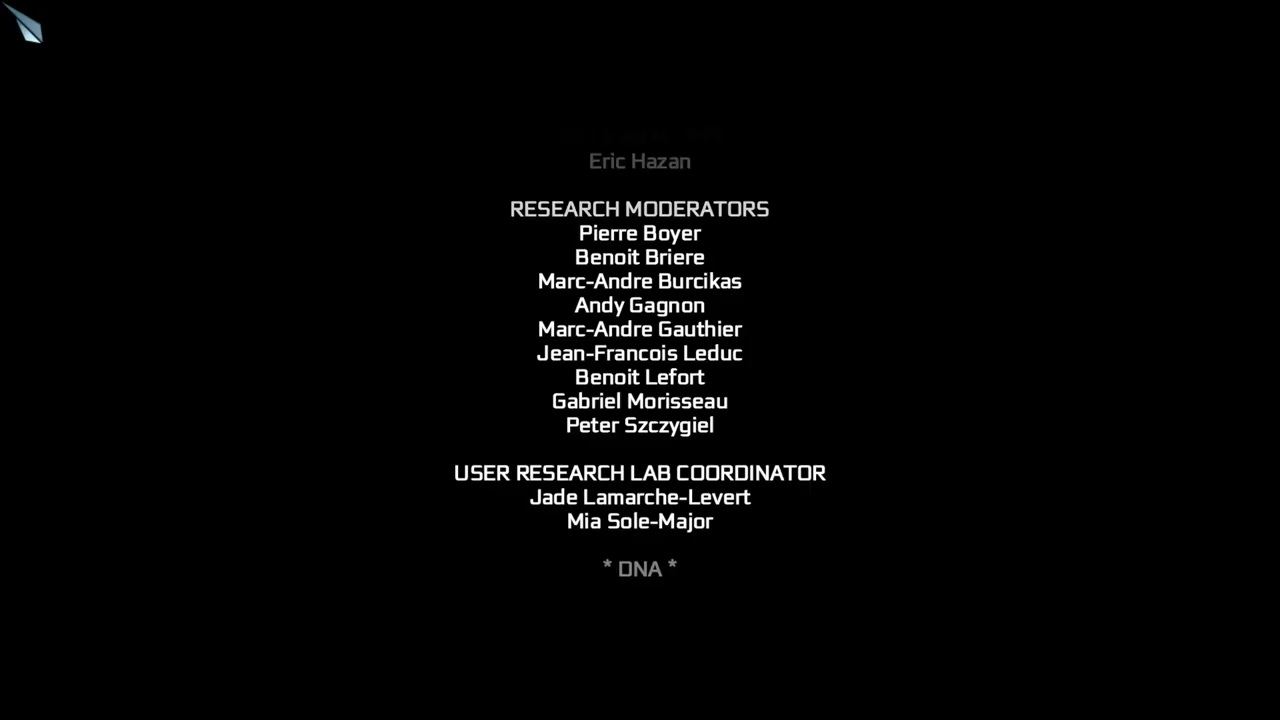 Eric Hazan
RESEARCH MODERATORS
Pierre Boyer
Benoit Briere
Marc-Andre Burcikas
Andy Gagnon
Marc-Andre Gauthier
Jean-Francois Leduc
Benoit Lefort
Gabriel Morisseau
Peter Szczygiel
USER RESEARCH LAB COORDINATOR
Jade Lamarche-Levert
Mia Sole-Major
* DNA *